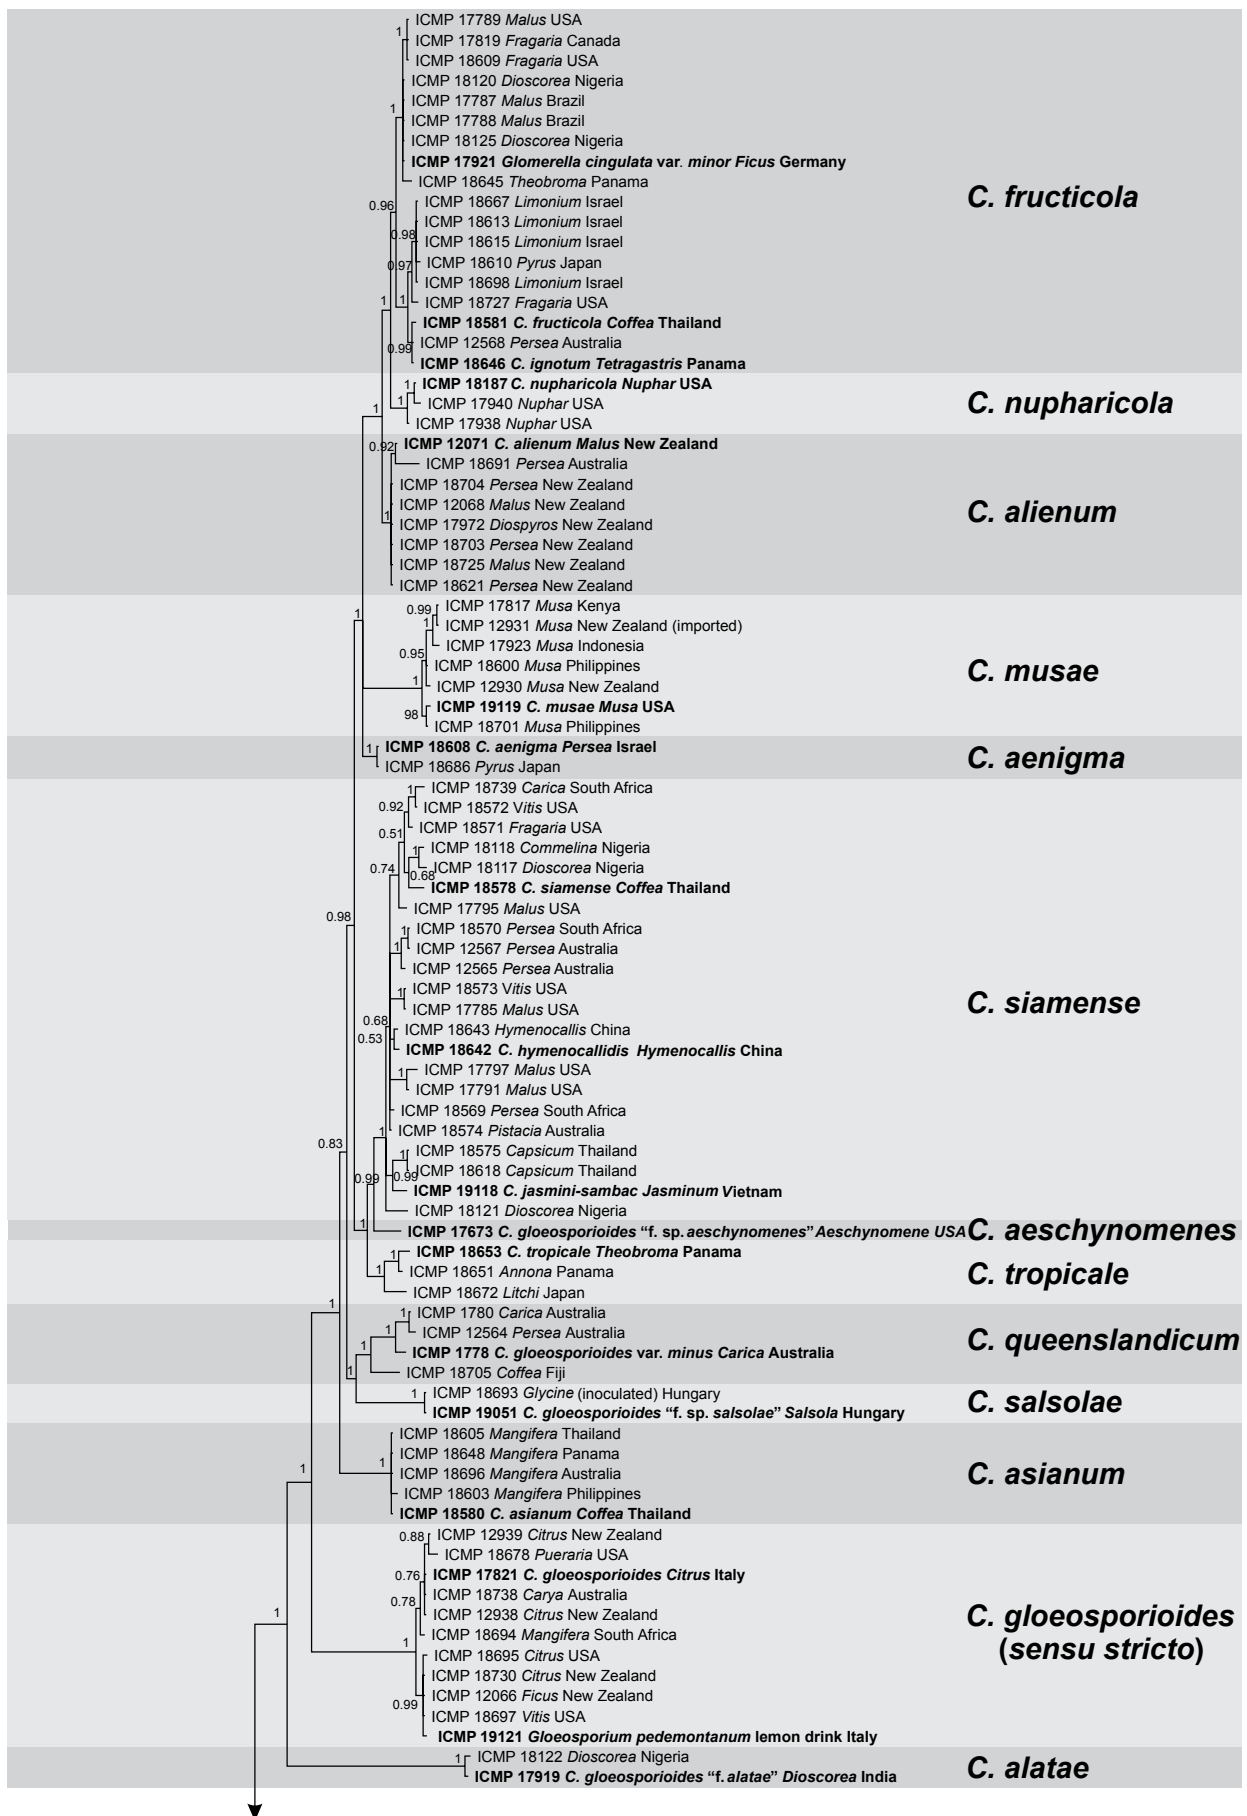 ICMP 17789 Malus USA
ICMP 17819 Fragaria Canada
ICMP 18609 Fragaria USA
ICMP 18120 Dioscorea Nigeria
ICMP 17787 Malus Brazil
ICMP 17788 Malus Brazil
ICMP 18125 Dioscorea Nigeria
ICMP 17921 Glomerella cingulata var. minor Ficus Germany
ICMP 18645 Theobroma Panama
ICMP 18667 Limonium Israel
ICMP 18613 Limonium Israel
ICMP 18615 Limonium Israel
ICMP 18610 Pyrus Japan
ICMP 18698 Limonium Israel
ICMP 18727 Fragaria USA
ICMP 18581 C. fructicola Coffea Thailand
ICMP 12568 Persea Australia
ICMP 18646 C. ignotum Tetragastris Panama
1
1
0.96
0.98
0.97
1
1
0.99
C. fructicola
ICMP 18187 C. nupharicola Nuphar USA
ICMP 17940 Nuphar USA
ICMP 17938 Nuphar USA
1
1
1
C. nupharicola
ICMP 12071 C. alienum Malus New Zealand
ICMP 18691 Persea Australia
ICMP 18704 Persea New Zealand
ICMP 12068 Malus New Zealand
ICMP 17972 Diospyros New Zealand
ICMP 18703 Persea New Zealand
ICMP 18725 Malus New Zealand
ICMP 18621 Persea New Zealand
0.92
1
C. alienum
ICMP 17817 Musa Kenya
ICMP 12931 Musa New Zealand (imported)
ICMP 17923 Musa Indonesia
ICMP 18600 Musa Philippines
ICMP 12930 Musa New Zealand
ICMP 19119 C. musae Musa USA
ICMP 18701 Musa Philippines
1
0.99
1
0.95
1
98
C. musae
ICMP 18608 C. aenigma Persea Israel
ICMP 18686 Pyrus Japan
1
C. aenigma
ICMP 18739 Carica South Africa
ICMP 18572 Vitis USA
ICMP 18571 Fragaria USA
ICMP 18118 Commelina Nigeria
ICMP 18117 Dioscorea Nigeria
ICMP 18578 C. siamense Coffea Thailand
ICMP 17795 Malus USA
ICMP 18570 Persea South Africa
ICMP 12567 Persea Australia
ICMP 12565 Persea Australia
ICMP 18573 Vitis USA
ICMP 17785 Malus USA
ICMP 18643 Hymenocallis China
ICMP 18642 C. hymenocallidis Hymenocallis China
ICMP 17797 Malus USA
ICMP 17791 Malus USA
ICMP 18569 Persea South Africa
ICMP 18574 Pistacia Australia
ICMP 18575 Capsicum Thailand
ICMP 18618 Capsicum Thailand
ICMP 19118 C. jasmini-sambac Jasminum Vietnam
ICMP 18121 Dioscorea Nigeria
1
0.92
0.51
1
0.74
0.68
0.98
1
1
1
0.68
0.53
1
1
0.83
1
0.99
0.99
C. siamense
ICMP 17673 C. gloeosporioides “f. sp. aeschynomenes” Aeschynomene USA
1
C. aeschynomenes
ICMP 18653 C. tropicale Theobroma Panama
ICMP 18651 Annona Panama
ICMP 18672 Litchi Japan
1
1
1
C. tropicale
ICMP 1780 Carica Australia
ICMP 12564 Persea Australia
ICMP 1778 C. gloeosporioides var. minus Carica Australia
ICMP 18705 Coffea Fiji
1
1
1
1
C. queenslandicum
ICMP 18693 Glycine (inoculated) Hungary
ICMP 19051 C. gloeosporioides “f. sp. salsolae” Salsola Hungary
1
C. salsolae
ICMP 18605 Mangifera Thailand
ICMP 18648 Mangifera Panama
ICMP 18696 Mangifera Australia
ICMP 18603 Mangifera Philippines
ICMP 18580 C. asianum Coffea Thailand
1
1
C. asianum
ICMP 12939 Citrus New Zealand
ICMP 18678 Pueraria USA
ICMP 17821 C. gloeosporioides Citrus Italy
ICMP 18738 Carya Australia
ICMP 12938 Citrus New Zealand
ICMP 18694 Mangifera South Africa
ICMP 18695 Citrus USA
ICMP 18730 Citrus New Zealand
ICMP 12066 Ficus New Zealand
ICMP 18697 Vitis USA
ICMP 19121 Gloeosporium pedemontanum lemon drink Italy
0.88
0.76
0.78
1
1
0.99
C. gloeosporioides
(sensu stricto)
ICMP 18122 Dioscorea Nigeria
ICMP 17919 C. gloeosporioides “f. alatae” Dioscorea India
1
C. alatae